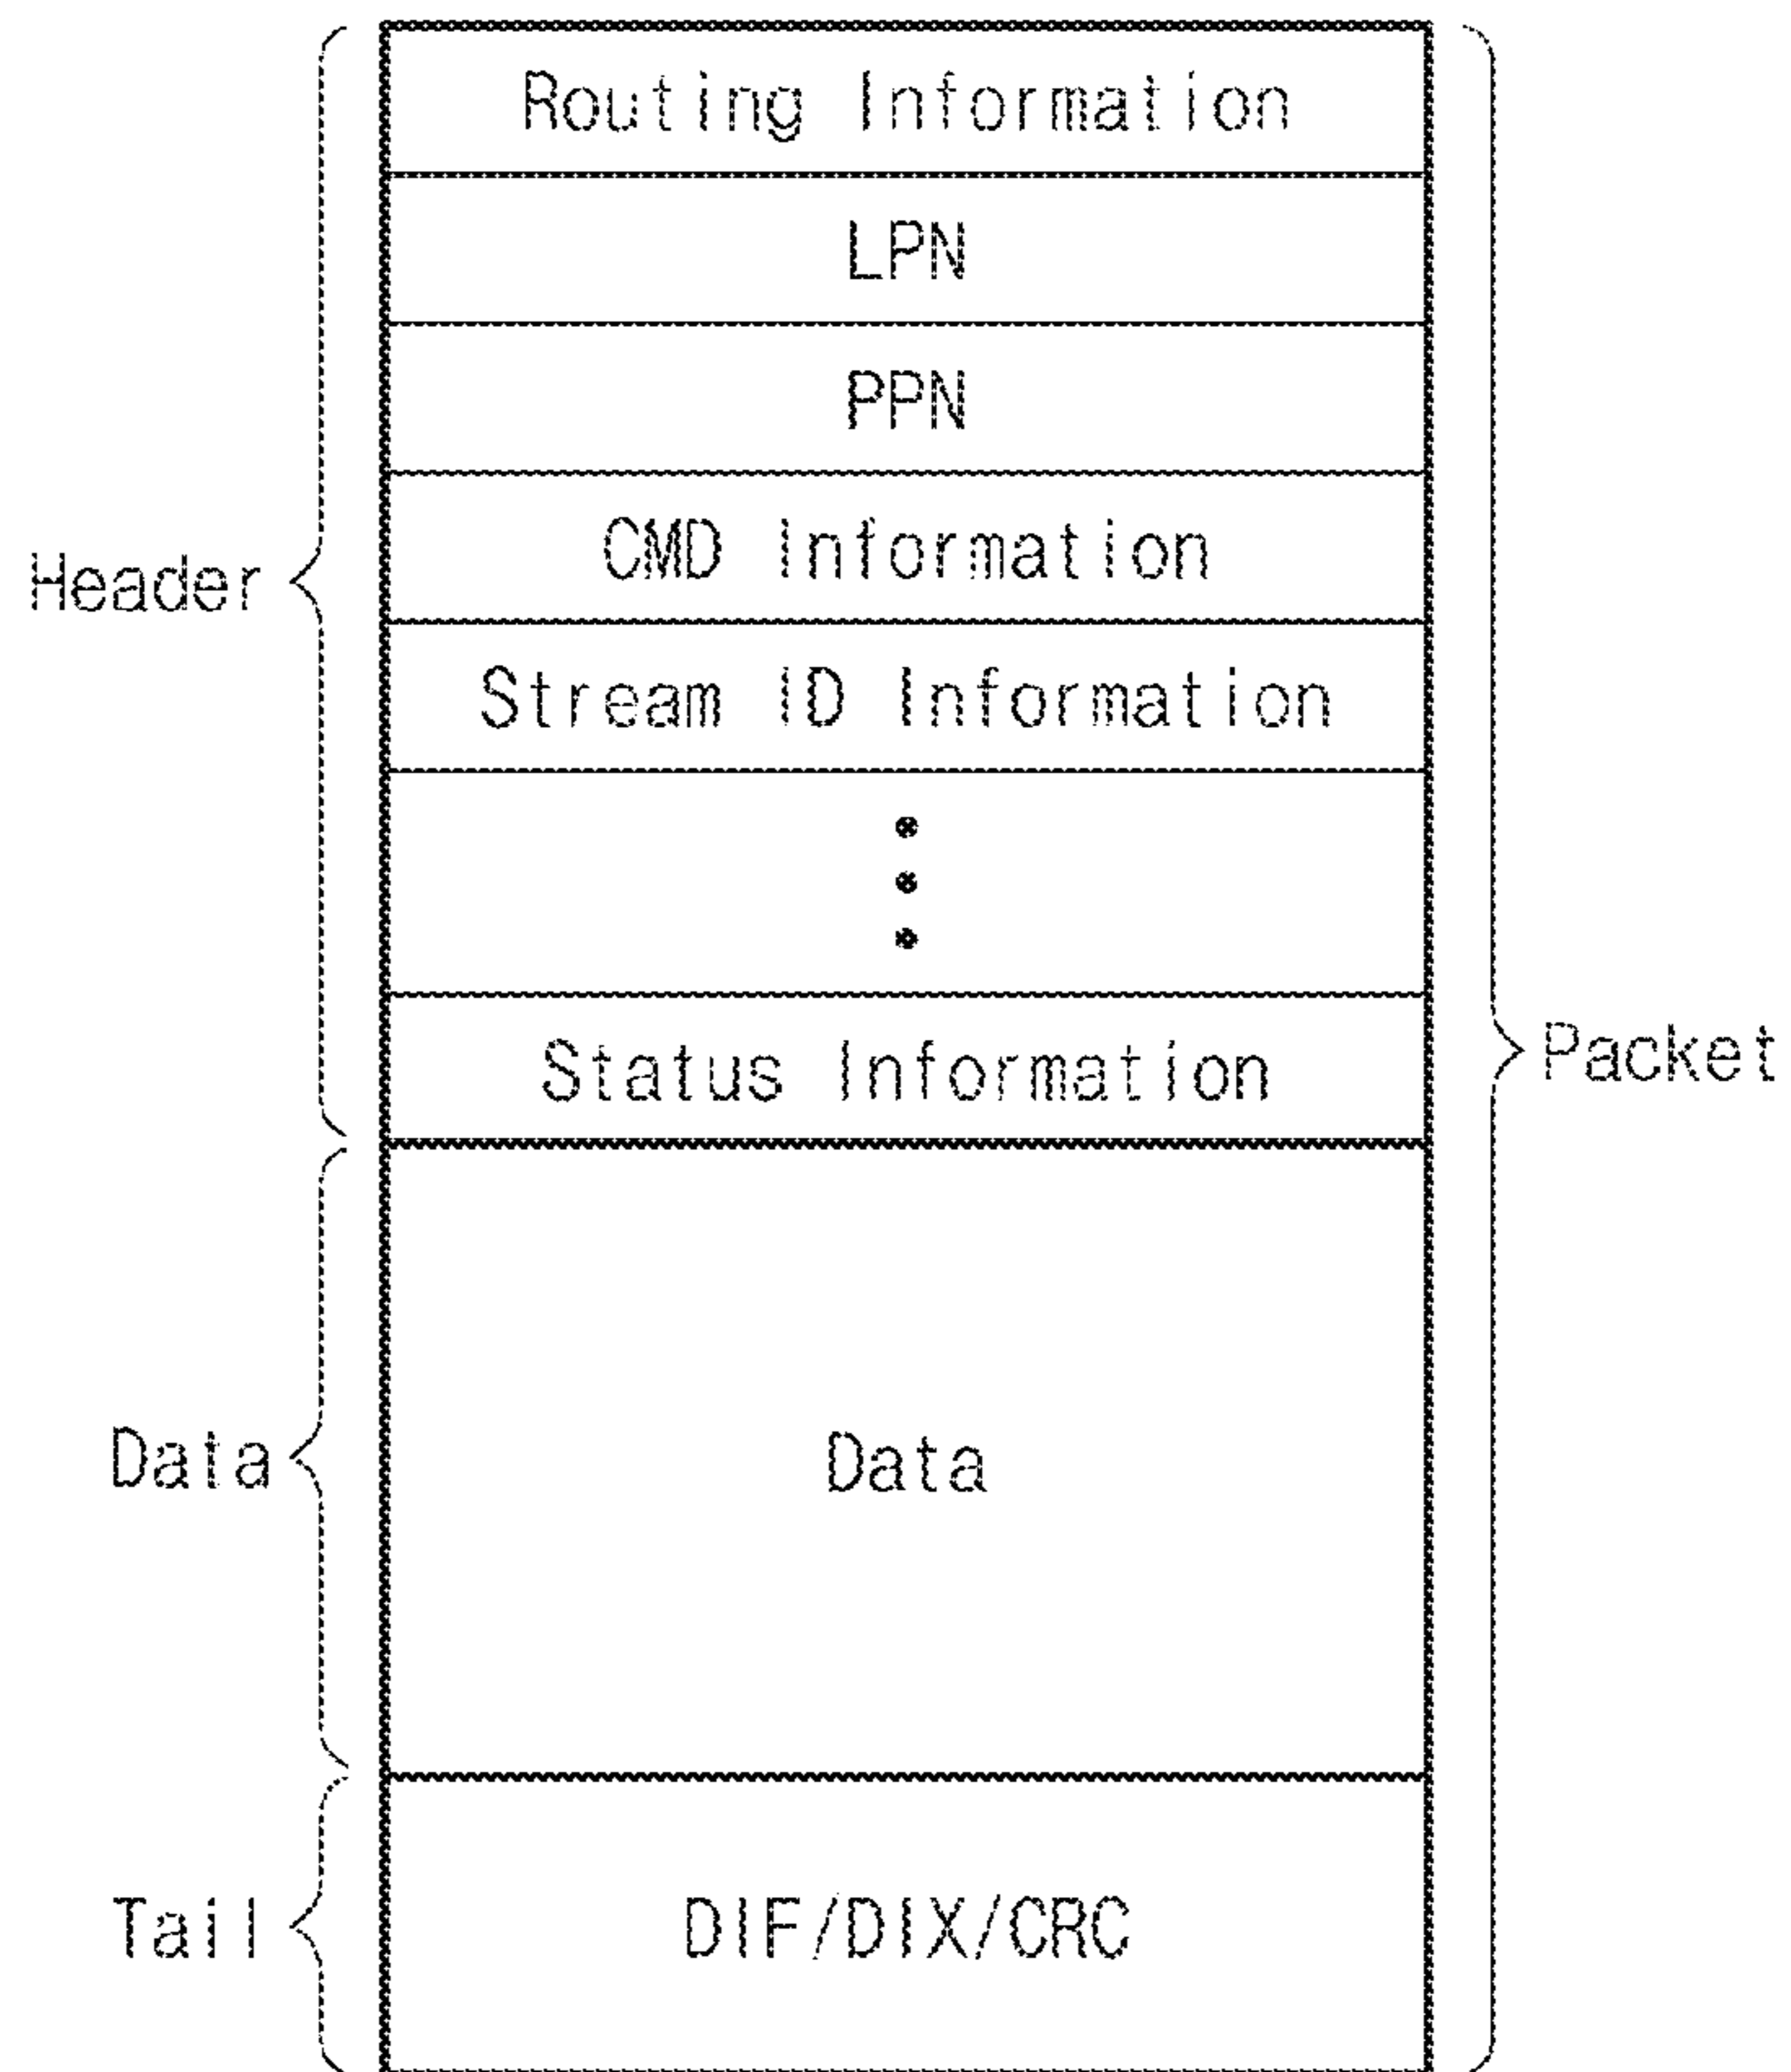 Routing Information
LPN
PPN
CMD Information
Header
Stream ID Information
Status Information
Packet
Data
Data
Tail
DIF/DIX/CRC